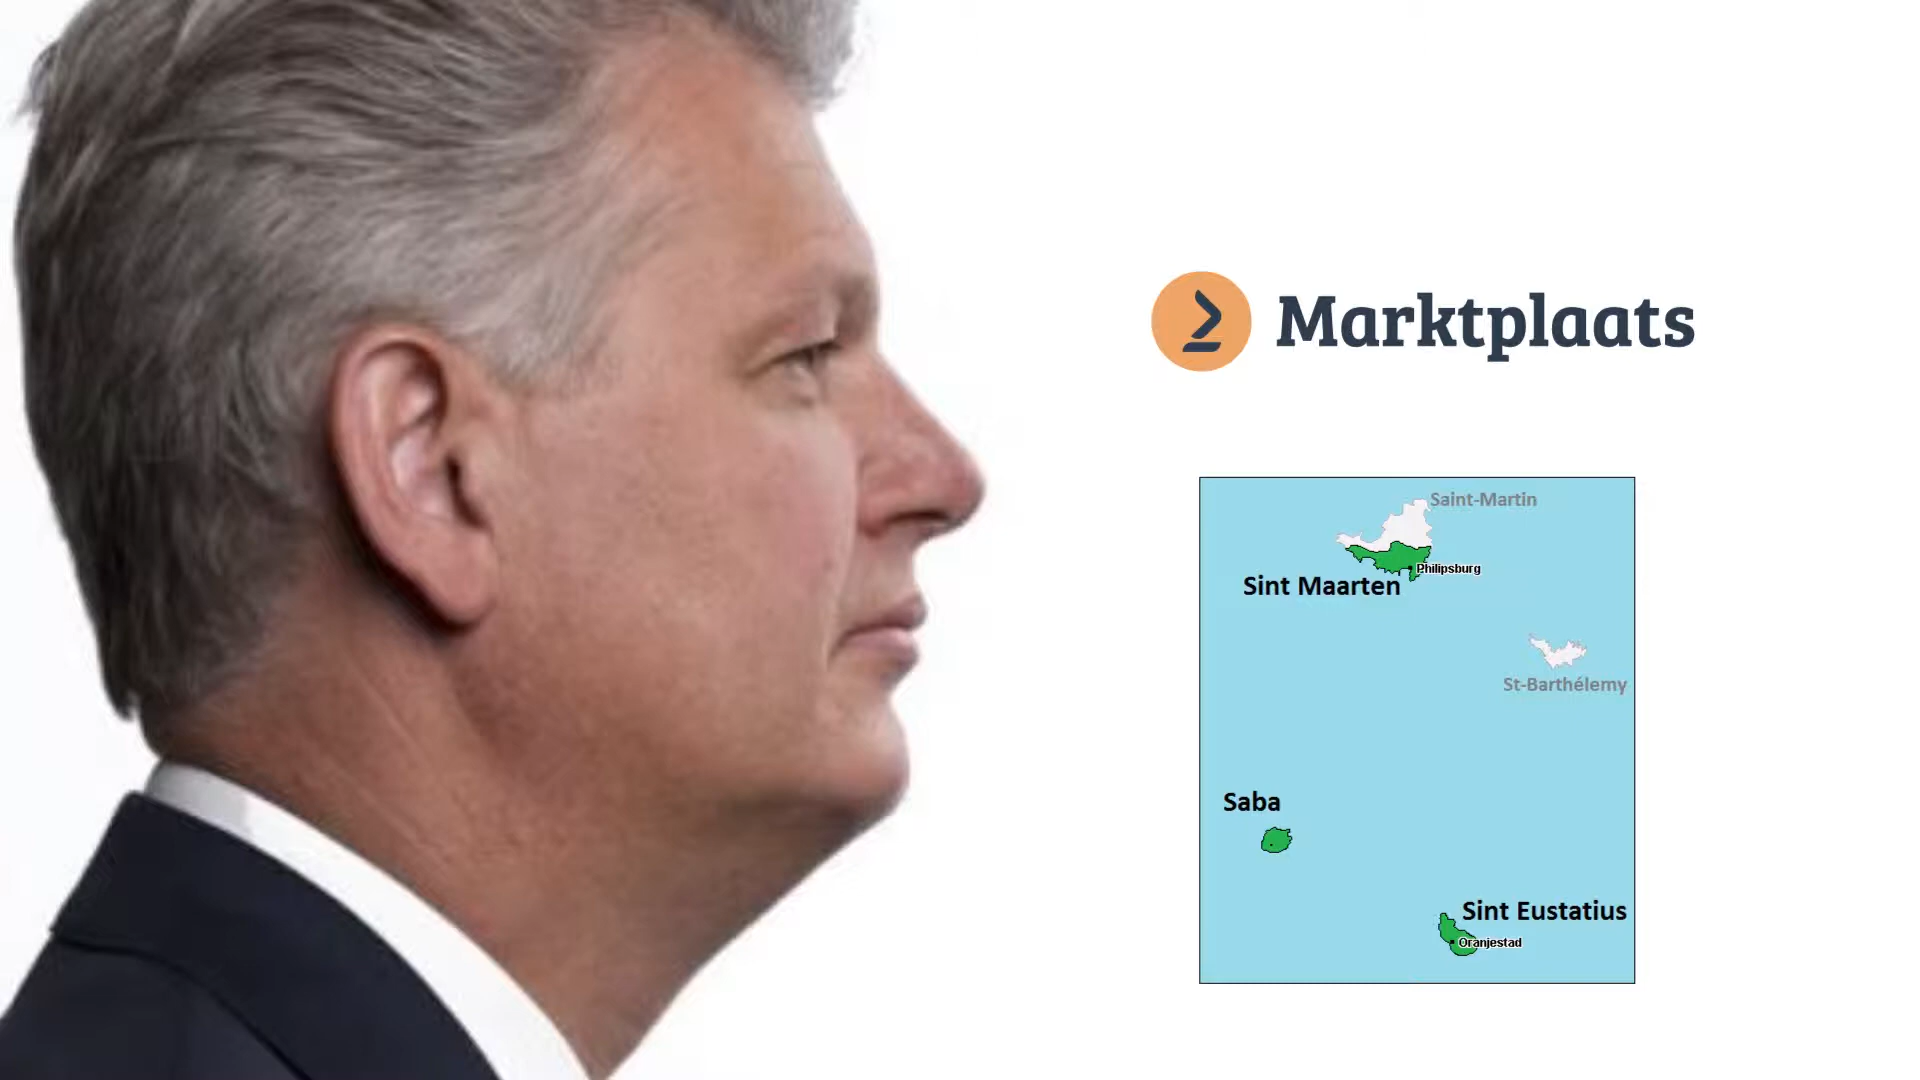 Marktplaats
Saint-Martin
Philipsburg
Sint Maarten
St-Barthélemy
Saba
Sint Eustatius
Oranjestad